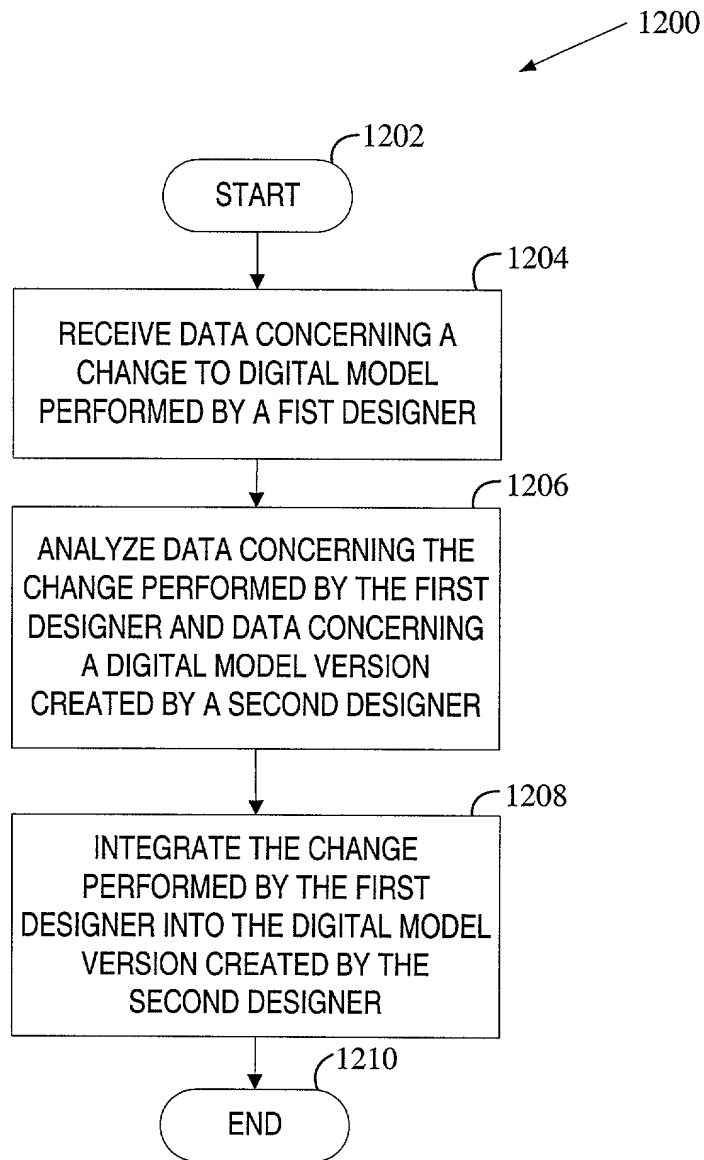 1200
1202
START
1204
RECEIVE DATA CONCERNING A
CHANGE TO DIGITAL MODEL
PERFORMED BY A FIST DESIGNER
1206
ANALYZE DATA CONCERNING THE
CHANGE PERFORMED BY THE FIRST
DESIGNER AND DATA CONCERNING
A DIGITAL MODEL VERSION
CREATED BY A SECOND DESIGNER
1208
INTEGRATE THE CHANGE
PERFORMED BY THE FIRST
DESIGNER INTO THE DIGITAL MODEL
VERSION CREATED BY THE
SECOND DESIGNER
1210
END